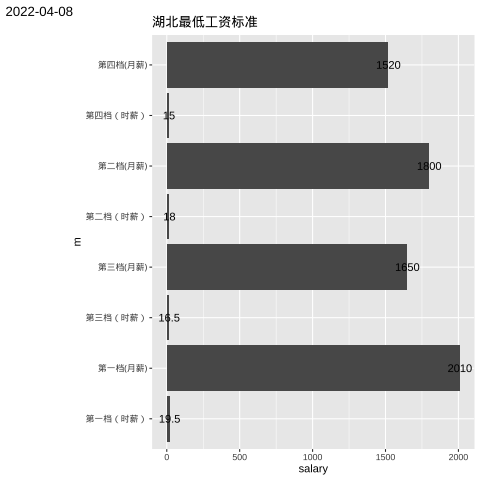 2022-04-08
湖北最低工资标准
第四档(月薪)
1520
第四档（时薪）
15
第二档(月薪)
1800
第二档（时薪）
18
m
第三档(月薪)
1650
第三档（时薪）
16.5
第一档(月薪)
2010
第一档（时薪）
19.5
0 500 1000 1500 2000
salary